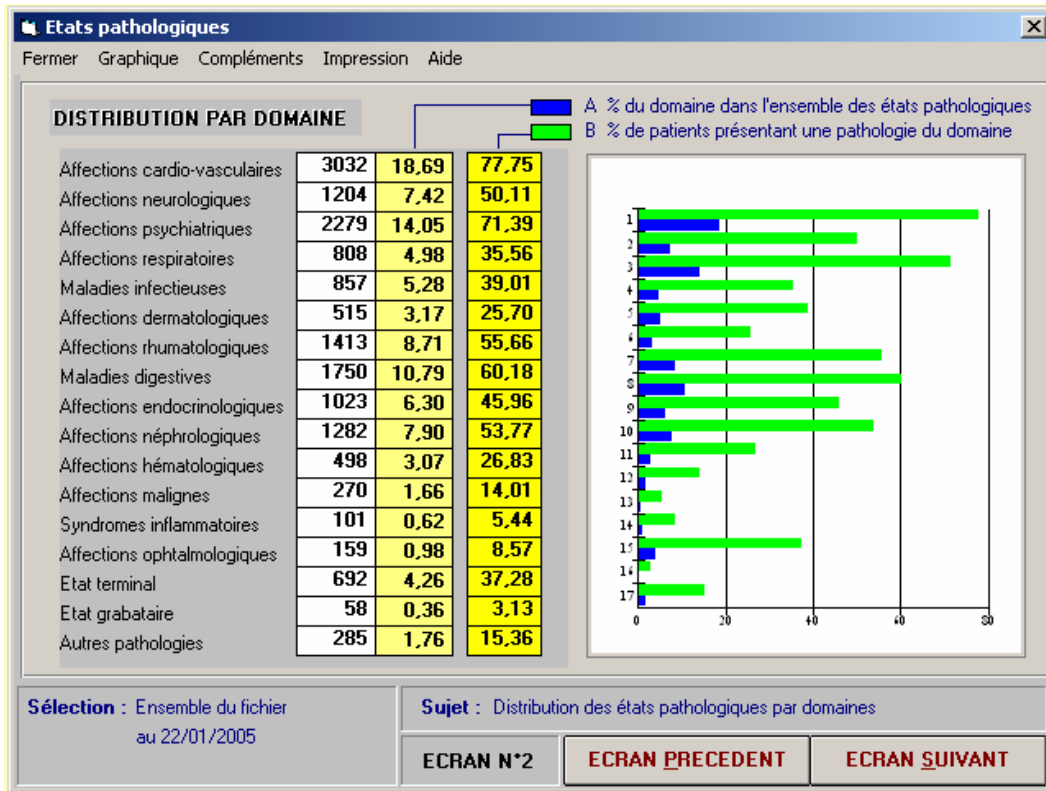 Etats pathologiques
Fermer Graphique Compléments Impression Aide
DISTRIBUTION PAR DOMAINE
A % du domaine dans l'ensemble des états pathologiques
B % de patients présentant une pathologie du domaine
Affections cardio-vasculaires 3032 18,69 77,75
Affections neurologiques 1204 7,42 50,11
Affections psychiatriques 2279 14,05 71,39
Affections respiratoires 808 4,98 35,56
Maladies infectieuses 857 5,28 39,01
Affections dermatologiques 515 3,17 25,70
Affections rhumatologiques 1413 8,71 55,66
Maladies digestives 1750 10,79 60,18
Affections endocrinologiques 1023 6,30 45,96
Affections néphrologiques 1282 7,90 53,77
Affections hématologiques 498 3,07 26,83
Affections malignes 270 1,66 14,01
Syndromes inflammatoires 101 0,62 5,44
Affections ophtalmologiques 159 0,98 8,57
Etat terminal 692 4,26 37,28
Etat grabataire 58 0,36 3,13
Autres pathologies 285 1,76 15,36
1
2
3
4
5
6
7
8
9
10
11
12
13
14
15
16
17
0 20 40 60 80
Sélection : Ensemble du fichier
au 22/01/2005
Sujet : Distribution des états pathologiques par domaines
ECRAN N°2
ECRAN PRECEDENT
ECRAN SUIVANT